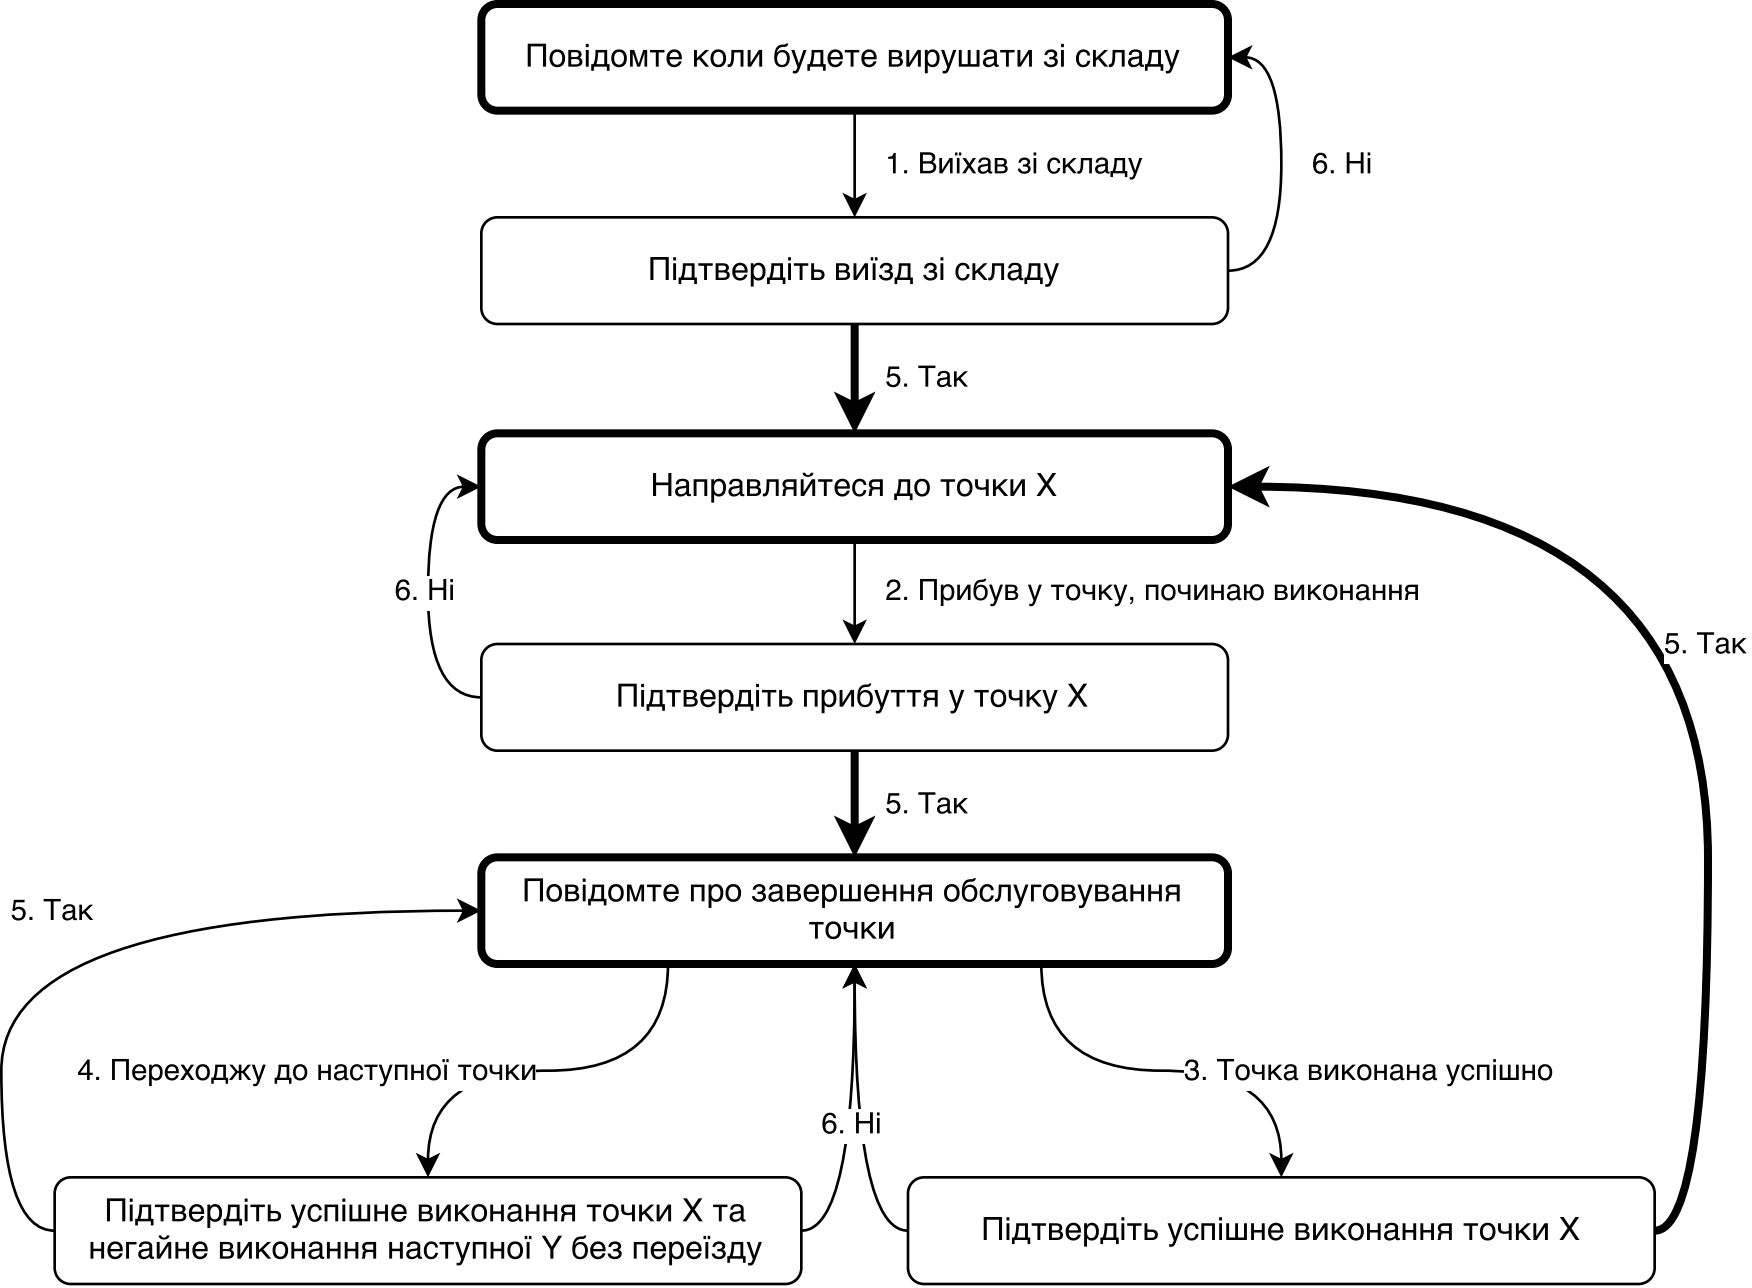 Повідомте коли будете вирушати зі складу
1. Виїхав зі складу
6. Ні
Підтвердіть виїзд зі складу
5. Так
Направляйтеся до точки X
6. Ні
2. Прибув у точку, починаю виконання
5. Так
Підтвердіть прибуття у точку X
5. Так
Повідомте про завершення обслуговування
точки
5. Так
4. Переходжу до наступної точки
3. Точка виконана успішно
6. Ні
Підтвердіть успішне виконання точки X та
негайне виконання наступної Y без переїзду
Підтвердіть успішне виконання точки X